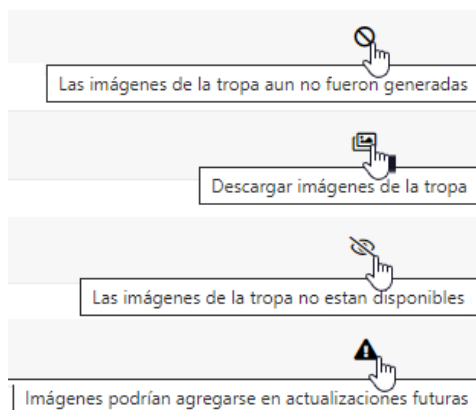 Las imágenes de la tropa aun no fueron generadas
Descargar imágenes de la tropa
Las imágenes de la tropa no estan disponibles
Imágenes podrían agregarse en actualizaciones futuras